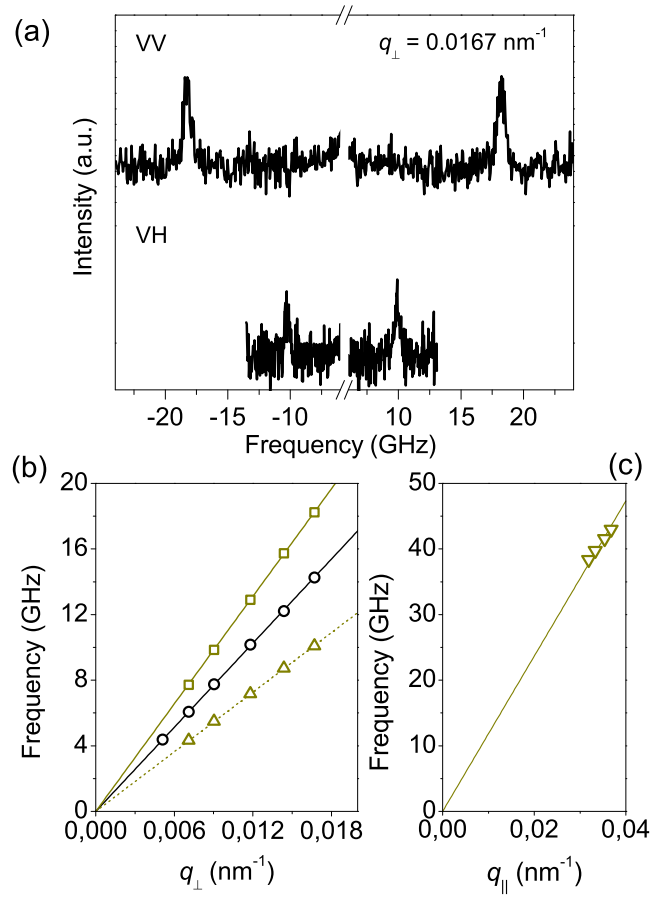 (a)
VV
q⊥ = 0.0167 nm⁻¹
VH
Intensity (a.u.)
-20 -15 -10 10 15 20
Frequency (GHz)
(b)
20
16
12
8
4
0
Frequency (GHz)
0,000 0,006 0,012 0,018
q⊥ (nm⁻¹)
(c)
50
40
30
20
10
0
Frequency (GHz)
0,00 0,02 0,04
q|| (nm⁻¹)